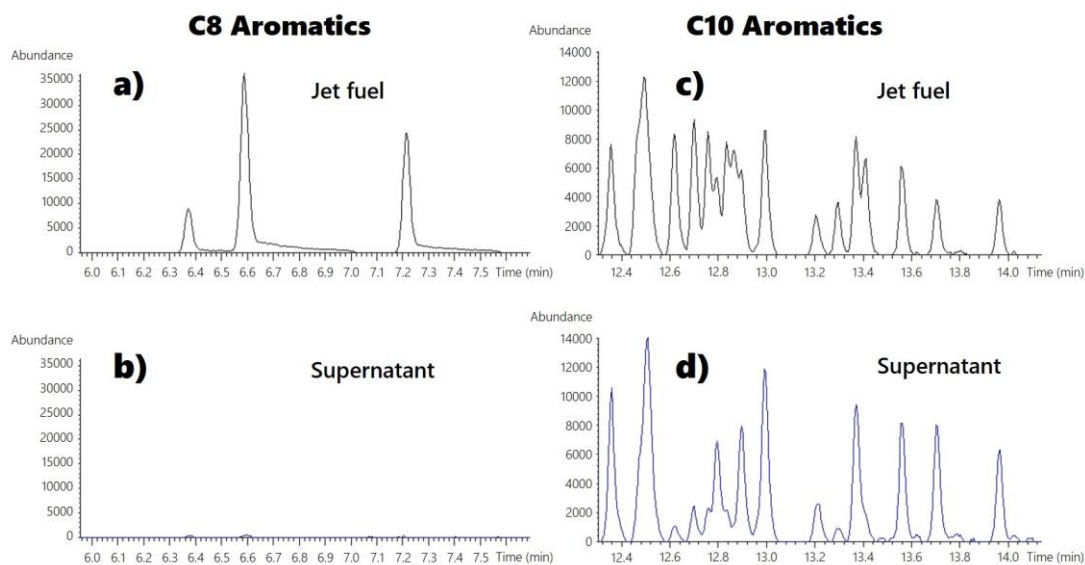 C8 Aromatics
Abundance
a)
Jet fuel
35000
30000
25000
20000
15000
10000
5000
0
6.0 6.1 6.2 6.3 6.4 6.5 6.6 6.7 6.8 6.9 7.0 7.1 7.2 7.3 7.4 7.5 Time (min)
C10 Aromatics
Abundance
c)
Jet fuel
14000
12000
10000
8000
6000
4000
2000
0
12.4 12.6 12.8 13.0 13.2 13.4 13.6 13.8 14.0 Time (min)
Abundance
b)
Supernatant
35000
30000
25000
20000
15000
10000
5000
0
6.0 6.1 6.2 6.3 6.4 6.5 6.6 6.7 6.8 6.9 7.0 7.1 7.2 7.3 7.4 7.5 Time (min)
Abundance
d)
Supernatant
14000
12000
10000
8000
6000
4000
2000
0
12.4 12.6 12.8 13.0 13.2 13.4 13.6 13.8 14.0 Time (min)